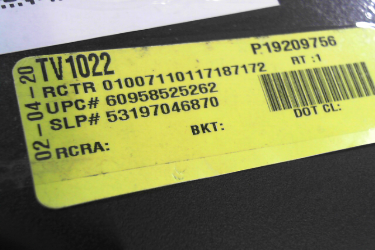 02-04-20
TV1022
P19209756
RCTR 01007110117187172
RT :1
UPC# 60958525262
SLP# 53197046870
DOT CL:
BKT:
RCRA: